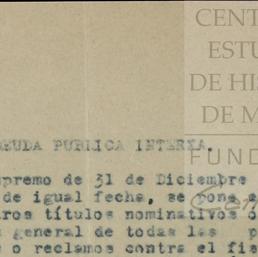 CENT
ESTU
DE HI
DE M
FUND
EUDA PUBLICA INTERNA.
upremo de 31 de Diciembre
de igual fecha, se pone e
ros títulos nominativos ó
general de todas las p
o reclamos contra el fis